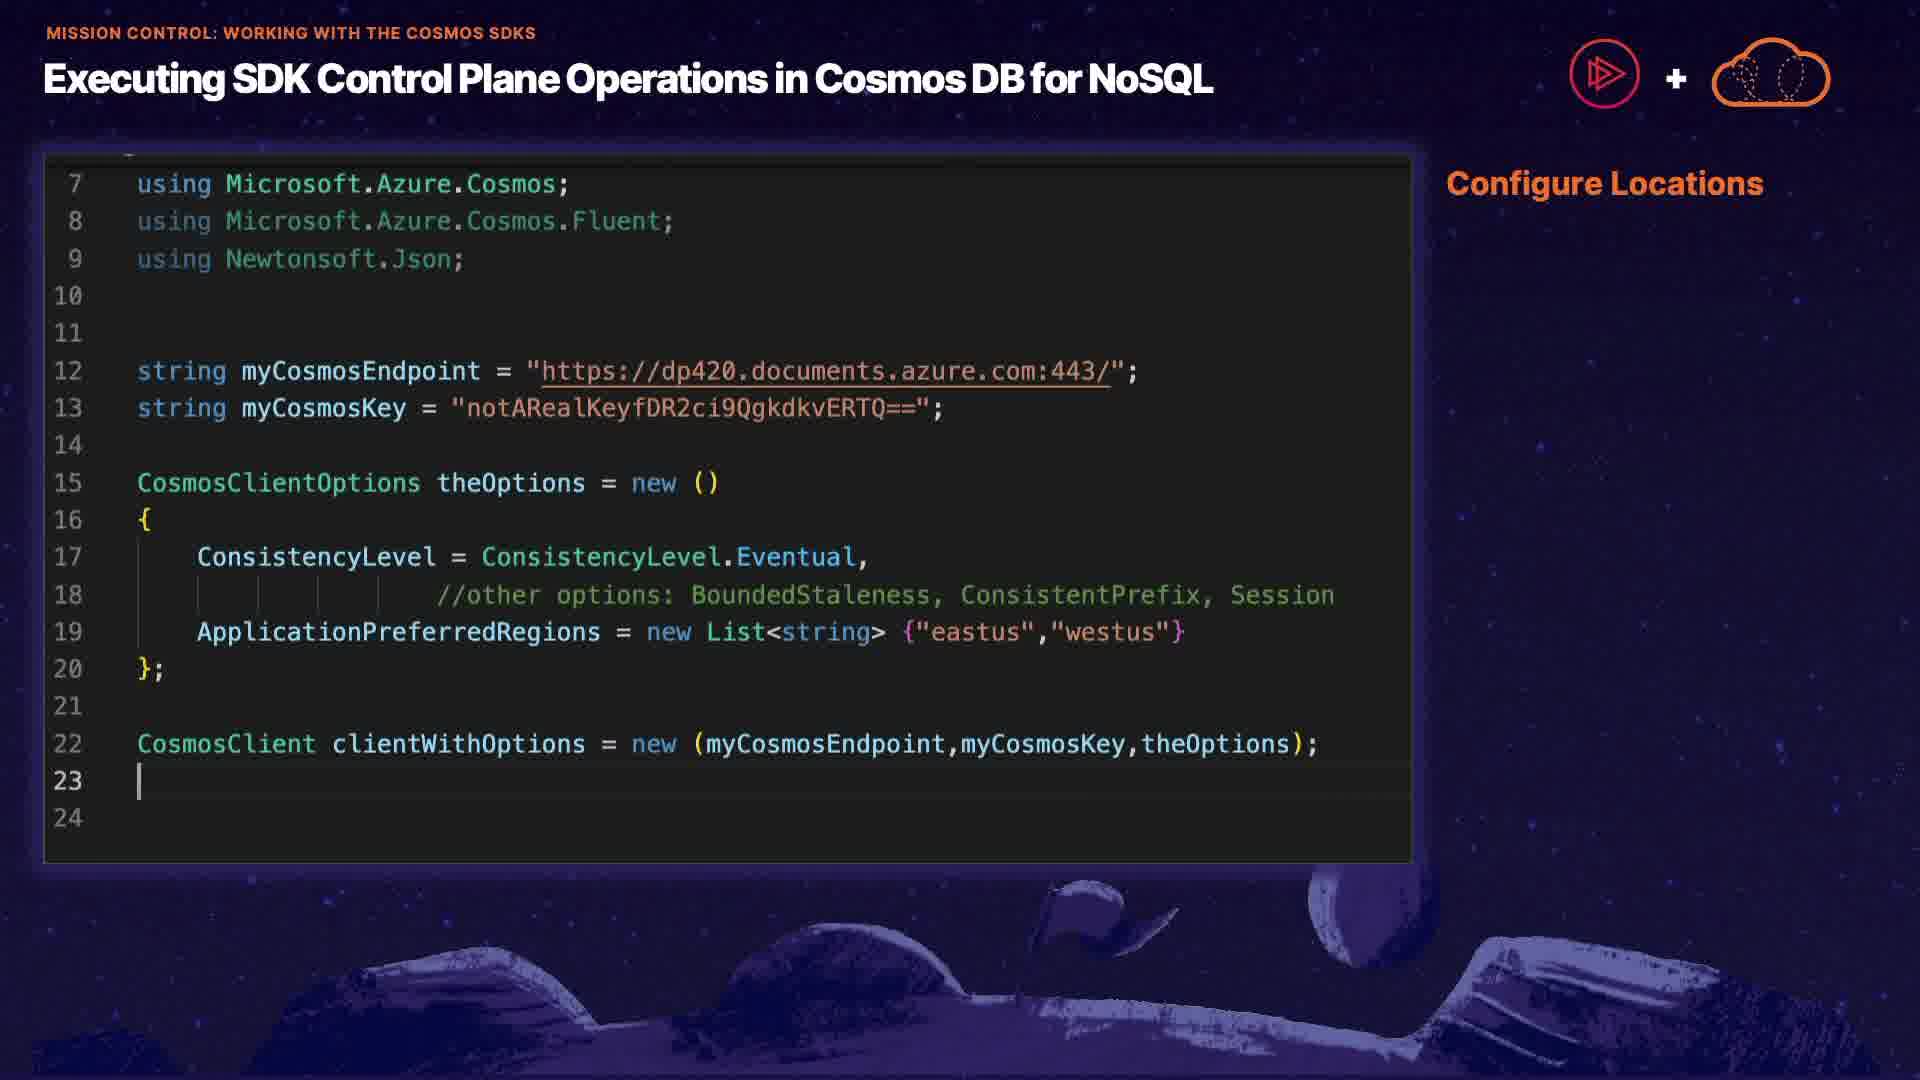 MISSION CONTROL: WORKING WITH THE COSMOS SDKS
Executing SDK Control Plane Operations in Cosmos DB for NoSQL
Configure Locations
7 using Microsoft.Azure.Cosmos;
8 using Microsoft.Azure.Cosmos.Fluent;
9 using Newtonsoft.Json;
10
11
12 string myCosmosEndpoint = "https://dp420.documents.azure.com:443/";
13 string myCosmosKey = "notARealKeyfDR2ci9QgkdkvERTQ==";
14
15 CosmosClientOptions theOptions = new ()
16 {
17 ConsistencyLevel = ConsistencyLevel.Eventual,
18 //other options: BoundedStaleness, ConsistentPrefix, Session
19 ApplicationPreferredRegions = new List<string> {"eastus","westus"}
20 };
21
22 CosmosClient clientWithOptions = new (myCosmosEndpoint,myCosmosKey,theOptions);
23
24